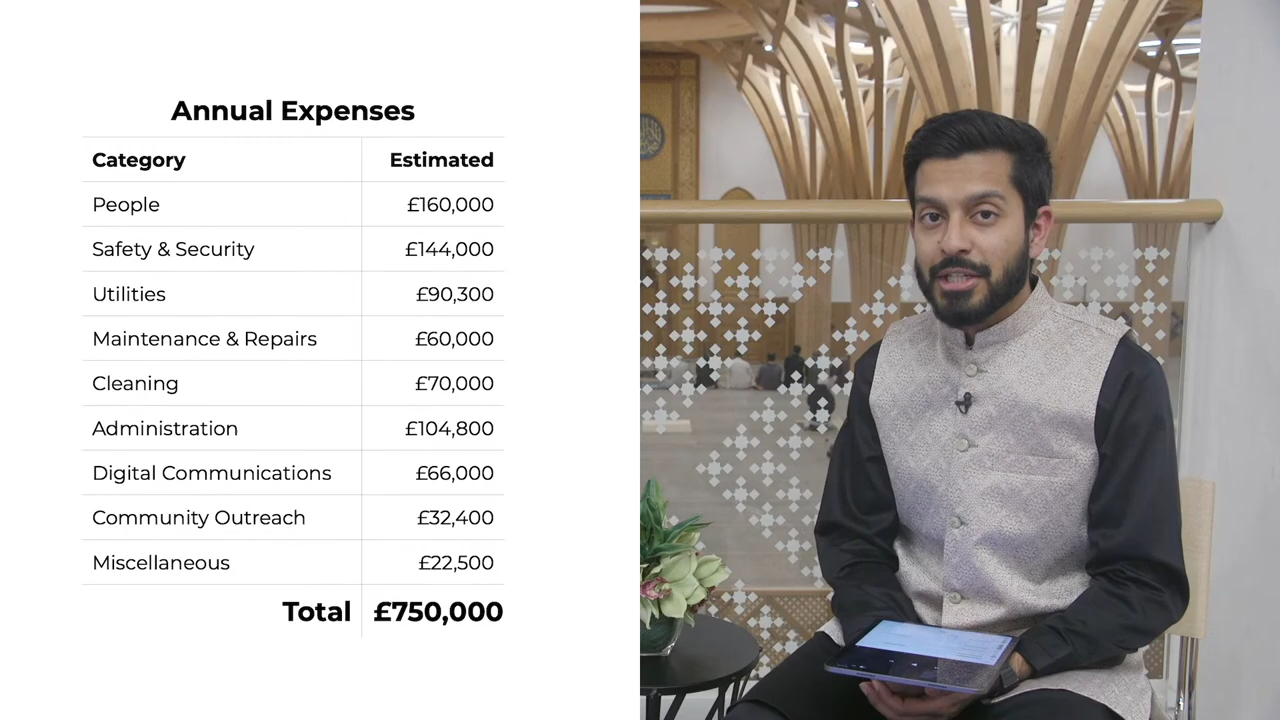 Annual Expenses
Category Estimated
People £160,000
Safety & Security £144,000
Utilities £90,300
Maintenance & Repairs £60,000
Cleaning £70,000
Administration £104,800
Digital Communications £66,000
Community Outreach £32,400
Miscellaneous £22,500
Total £750,000